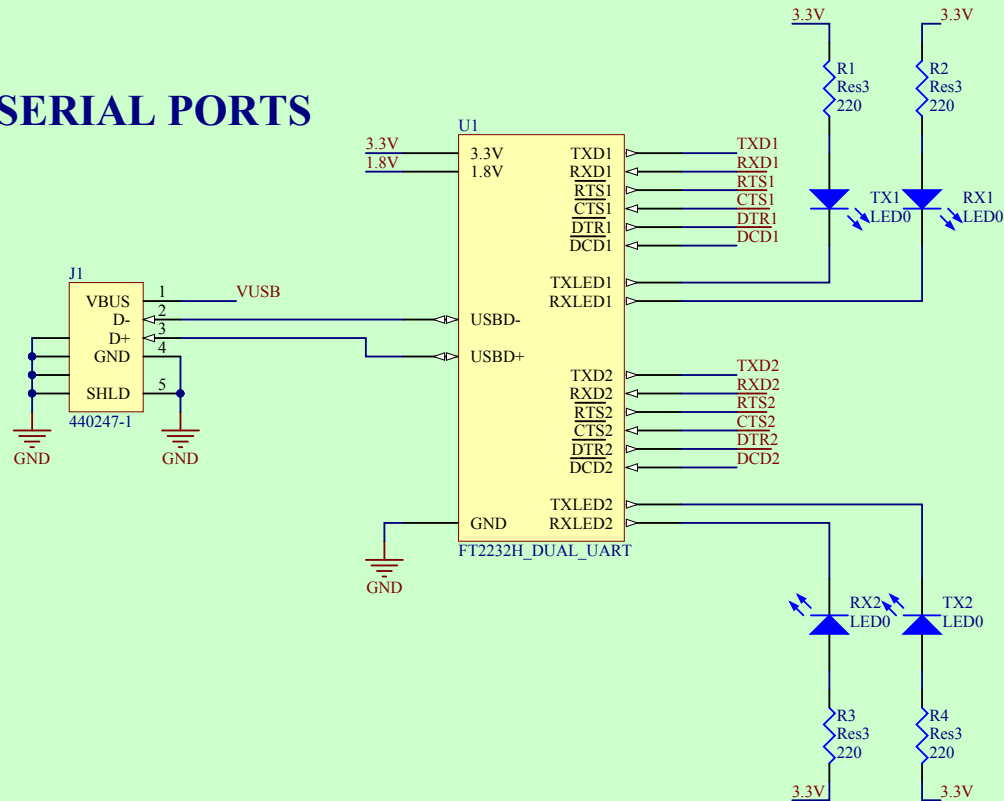 SERIAL PORTS
3.3V
3.3V
R1
Res3
220
R2
Res3
220
TX1
LED0
RX1
LED0
U1
3.3V
1.8V
3.3V
1.8V
TXD1
RXD1
RTS1
CTS1
DTR1
DCD1
TXLED1
RXLED1
TXD1
RXD1
RTS1
CTS1
DTR1
DCD1
J1
VBUS
D-
D+
GND
SHLD
1
2
3
4
5
VUSB
440247-1
GND
GND
USBD-
USBD+
TXD2
RXD2
RTS2
CTS2
DTR2
DCD2
TXLED2
RXLED2
TXD2
RXD2
RTS2
CTS2
DTR2
DCD2
GND
FT2232H_DUAL_UART
GND
RX2
LED0
TX2
LED0
R3
Res3
220
R4
Res3
220
3.3V
3.3V